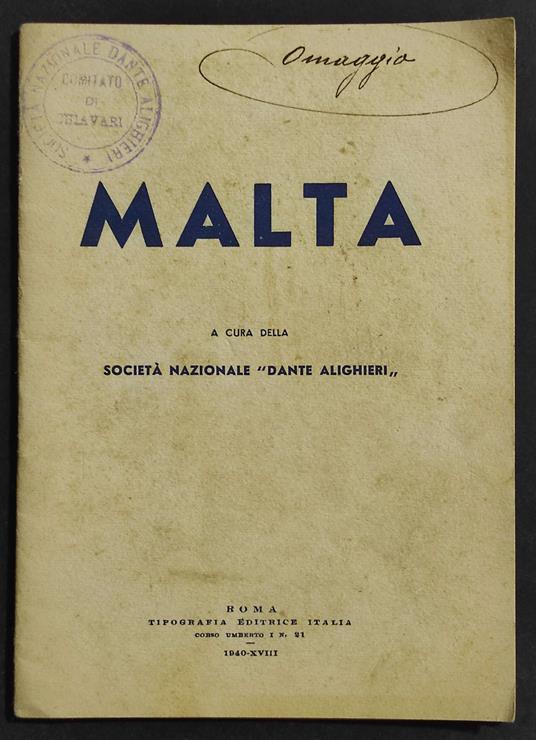 SOCIETÀ NAZIONALE DANTE ALIGHIERI ★
COMITATO
DI
CHIAVARI
Omaggio
MALTA
A CURA DELLA
SOCIETÀ NAZIONALE "DANTE ALIGHIERI„
ROMA
TIPOGRAFIA EDITRICE ITALIA
CORSO UMBERTO I N. 21
1940-XVIII